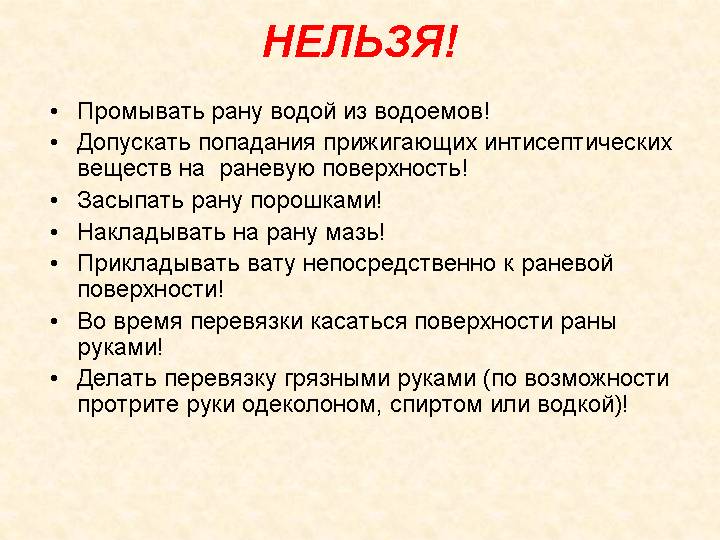 НЕЛЬЗЯ!
• Промывать рану водой из водоемов!
• Допускать попадания прижигающих интисептических
веществ на  раневую поверхность!
• Засыпать рану порошками!
• Накладывать на рану мазь!
• Прикладывать вату непосредственно к раневой
поверхности!
• Во время перевязки касаться поверхности раны
руками!
• Делать перевязку грязными руками (по возможности
протрите руки одеколоном, спиртом или водкой)!